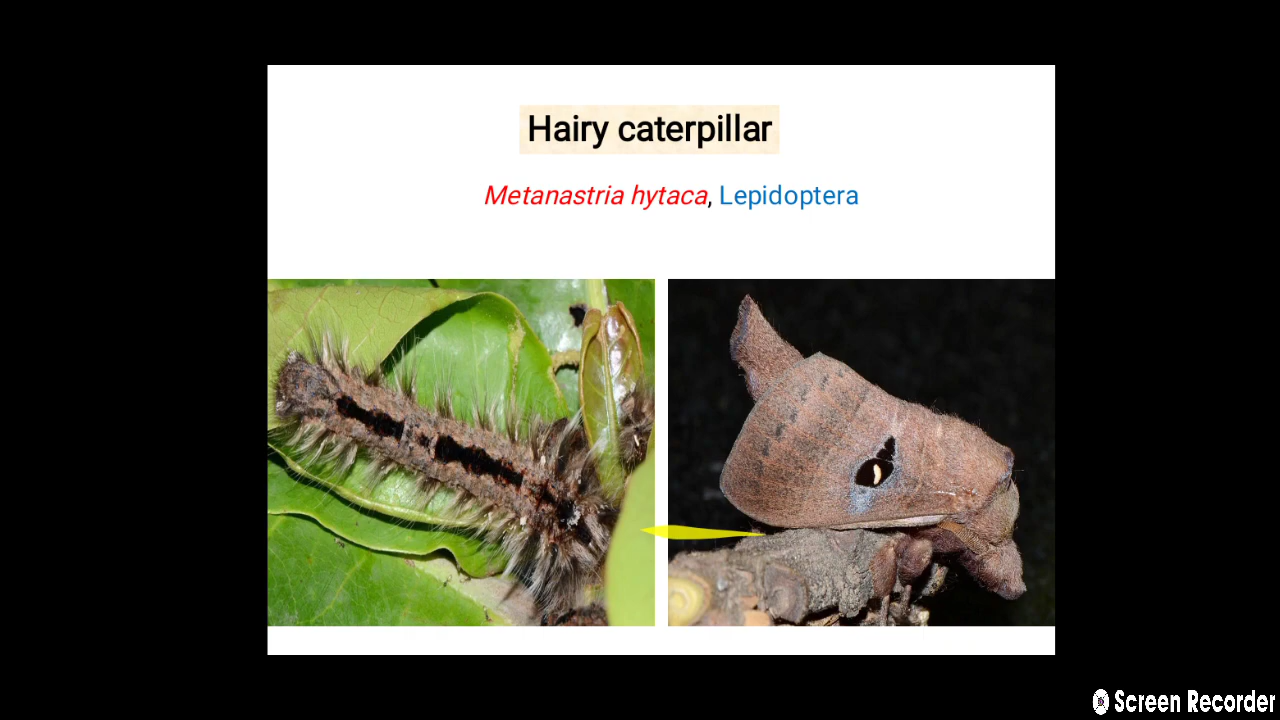 Hairy caterpillar
Metanastria hytaca, Lepidoptera
Screen Recorder